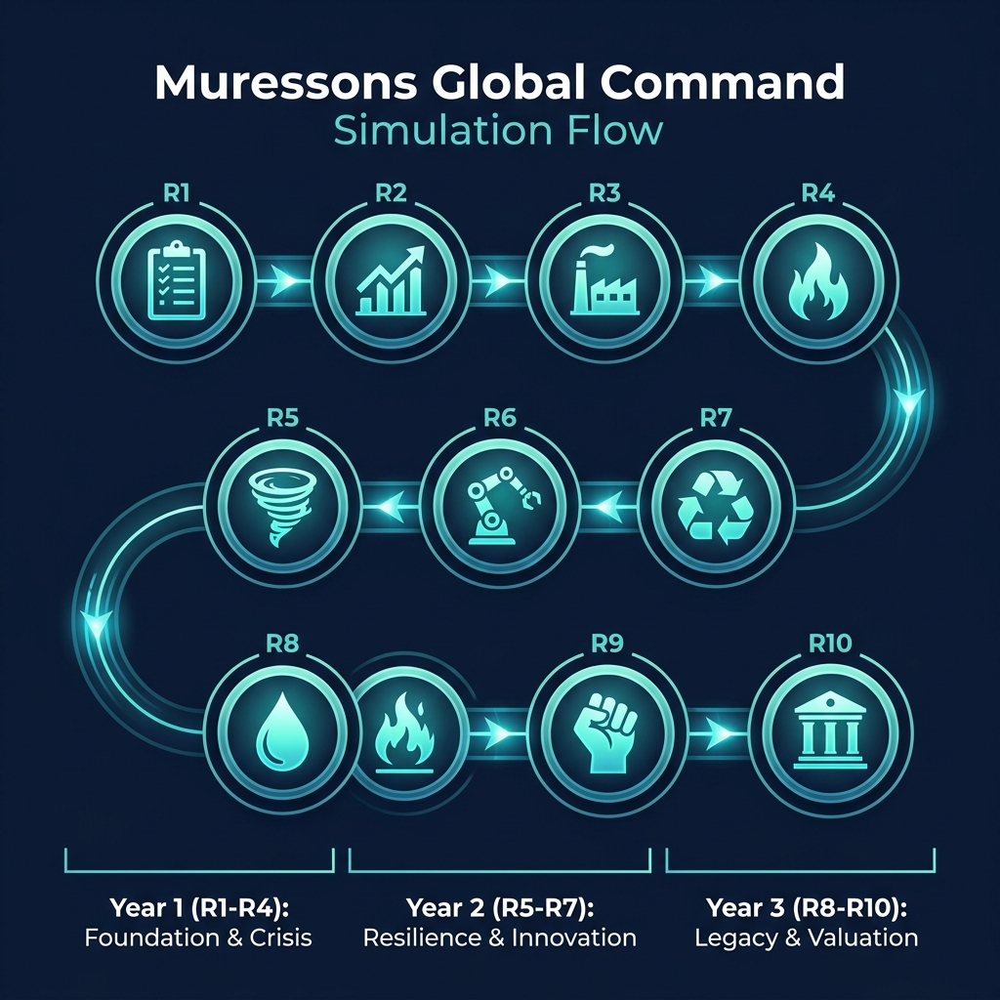 Muressons Global Command
Simulation Flow
R1
R2
R3
R4
R5
R6
R7
R8
R9
R10
Year 1 (R1-R4):
Foundation & Crisis
Year 2 (R5-R7):
Resilience & Innovation
Year 3 (R8-R10):
Legacy & Valuation